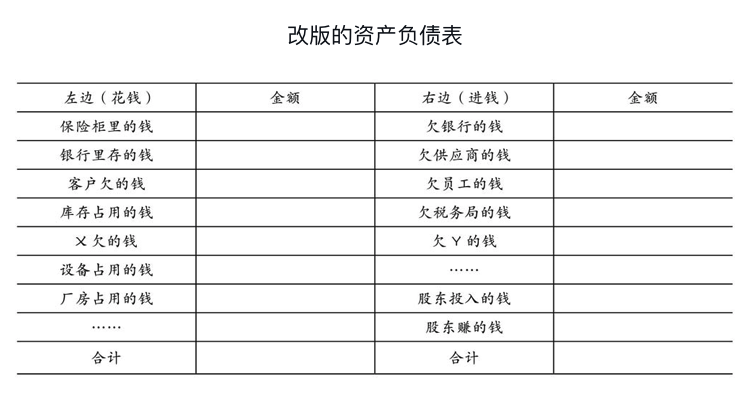 改版的资产负债表
左边（花钱） 金额 右边（进钱） 金额
保险柜里的钱 欠银行的钱
银行里存的钱 欠供应商的钱
客户欠的钱 欠员工的钱
库存占用的钱 欠税务局的钱
X 欠的钱 欠 Y 的钱
设备占用的钱 ……
厂房占用的钱 股东投入的钱
…… 股东赚的钱
合计 合计